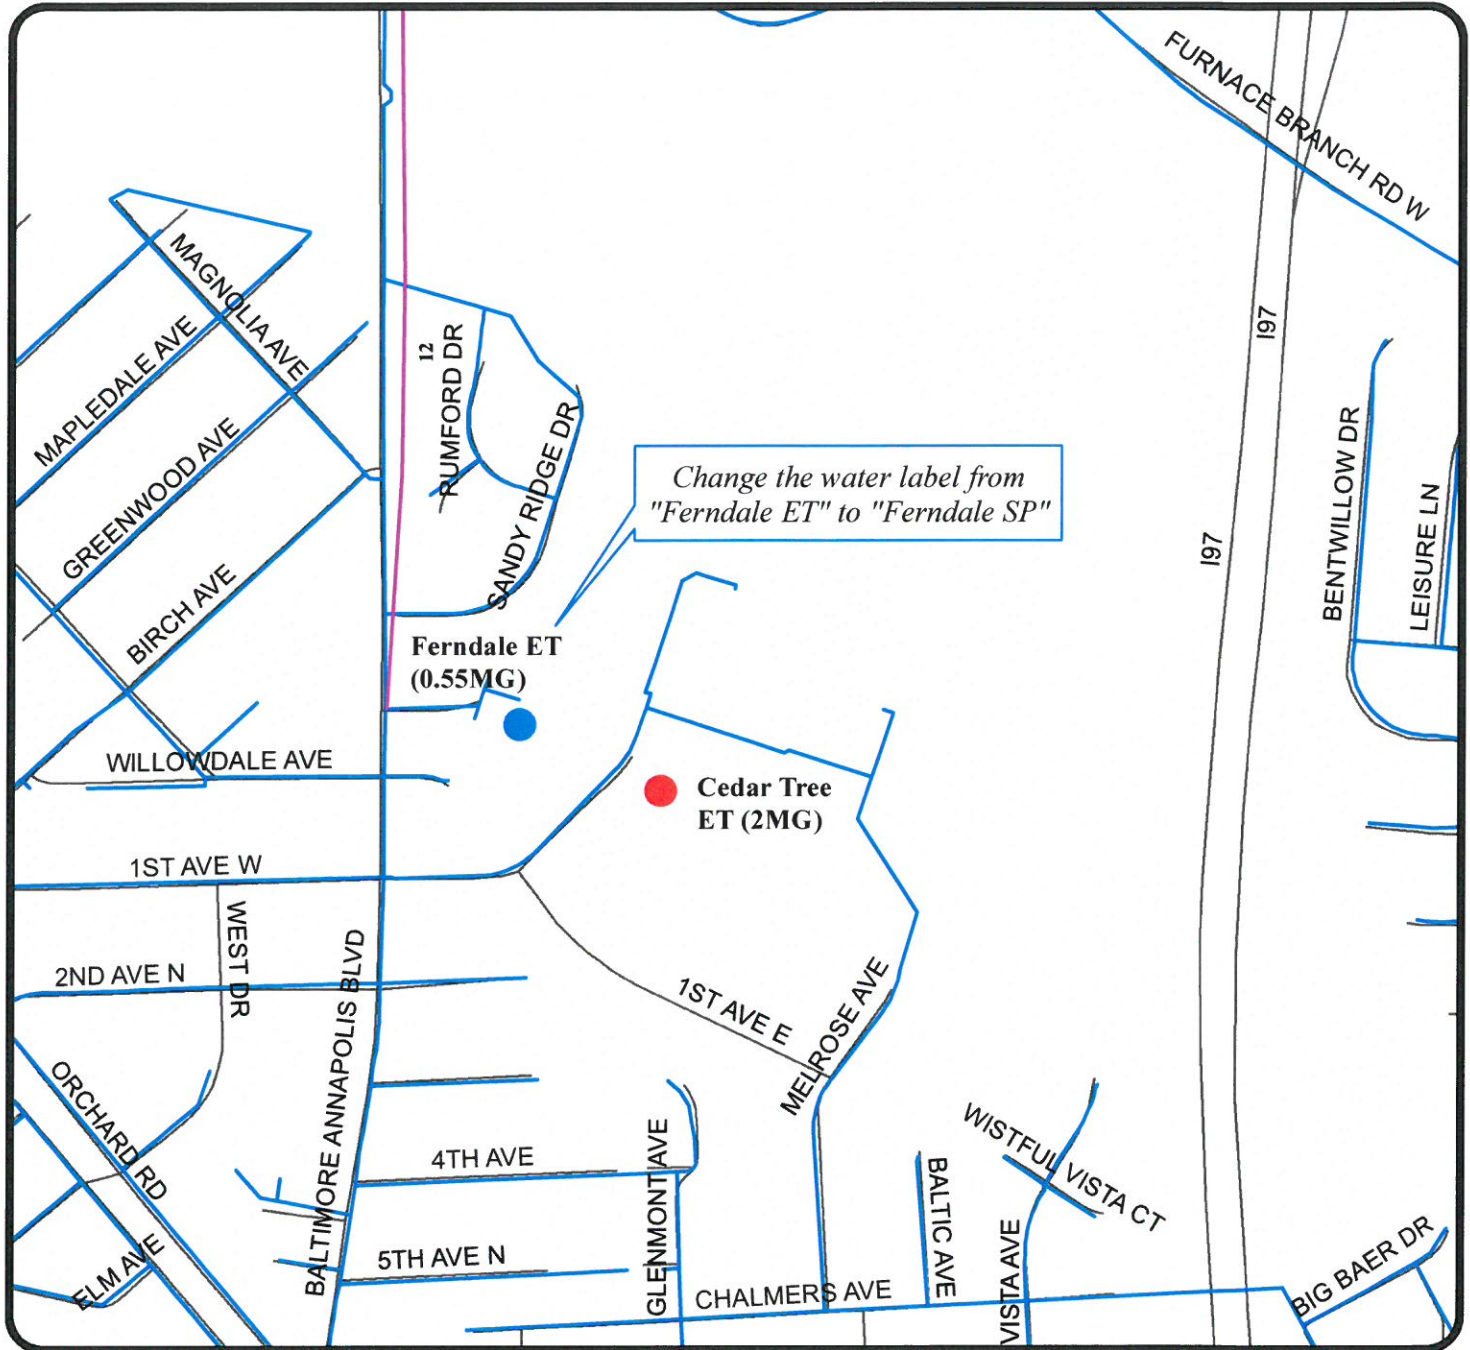 FURNACE BRANCH RD W
MAGNOLIA AVE
I97
MAPLEDALE AVE
12
RUMFORD DR
GREENWOOD AVE
SANDY RIDGE DR
BENTWILLOW DR
LEISURE LN
Change the water label from
"Ferndale ET" to "Ferndale SP"
I97
BIRCH AVE
Ferndale ET
(0.55MG)
WILLOWDALE AVE
Cedar Tree
ET (2MG)
1ST AVE W
WEST DR
2ND AVE N
BALTIMORE ANNAPOLIS BLVD
1ST AVE E
MELROSE AVE
ORCHARD RD
4TH AVE
GLENMONT AVE
WISTFUL VISTA CT
BALTIC AVE
VISTA AVE
5TH AVE N
ELM AVE
CHALMERS AVE
BIG BAER DR